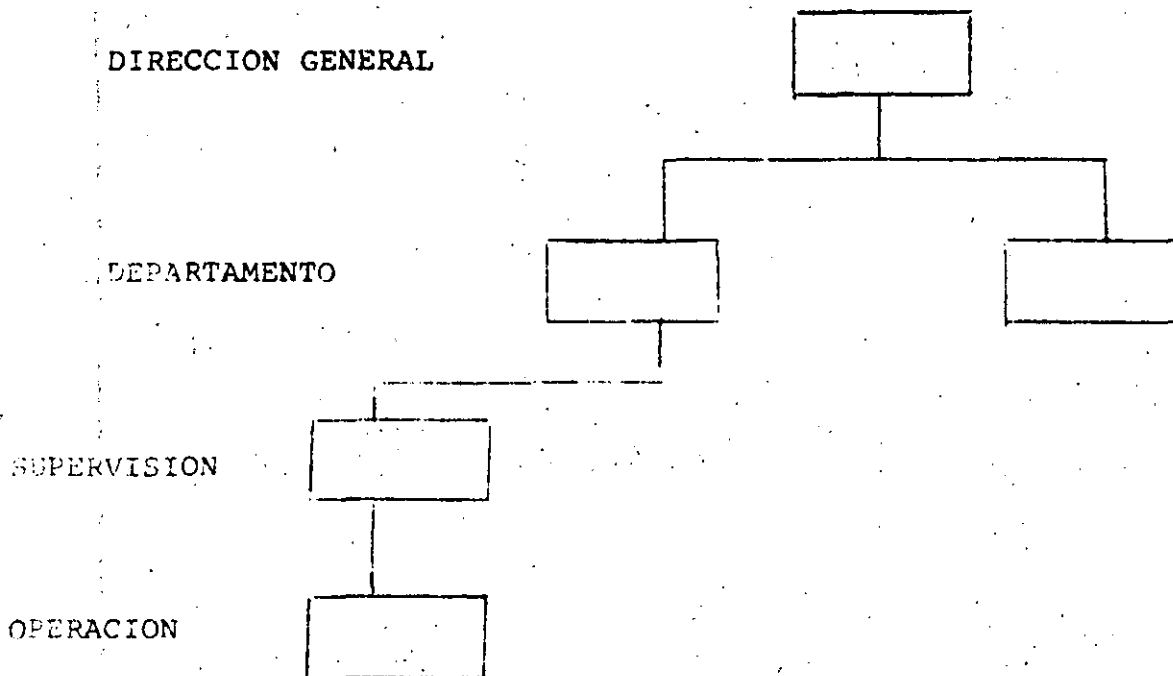 DIRECCION GENERAL
DEPARTAMENTO
SUPERVISION
OPERACION